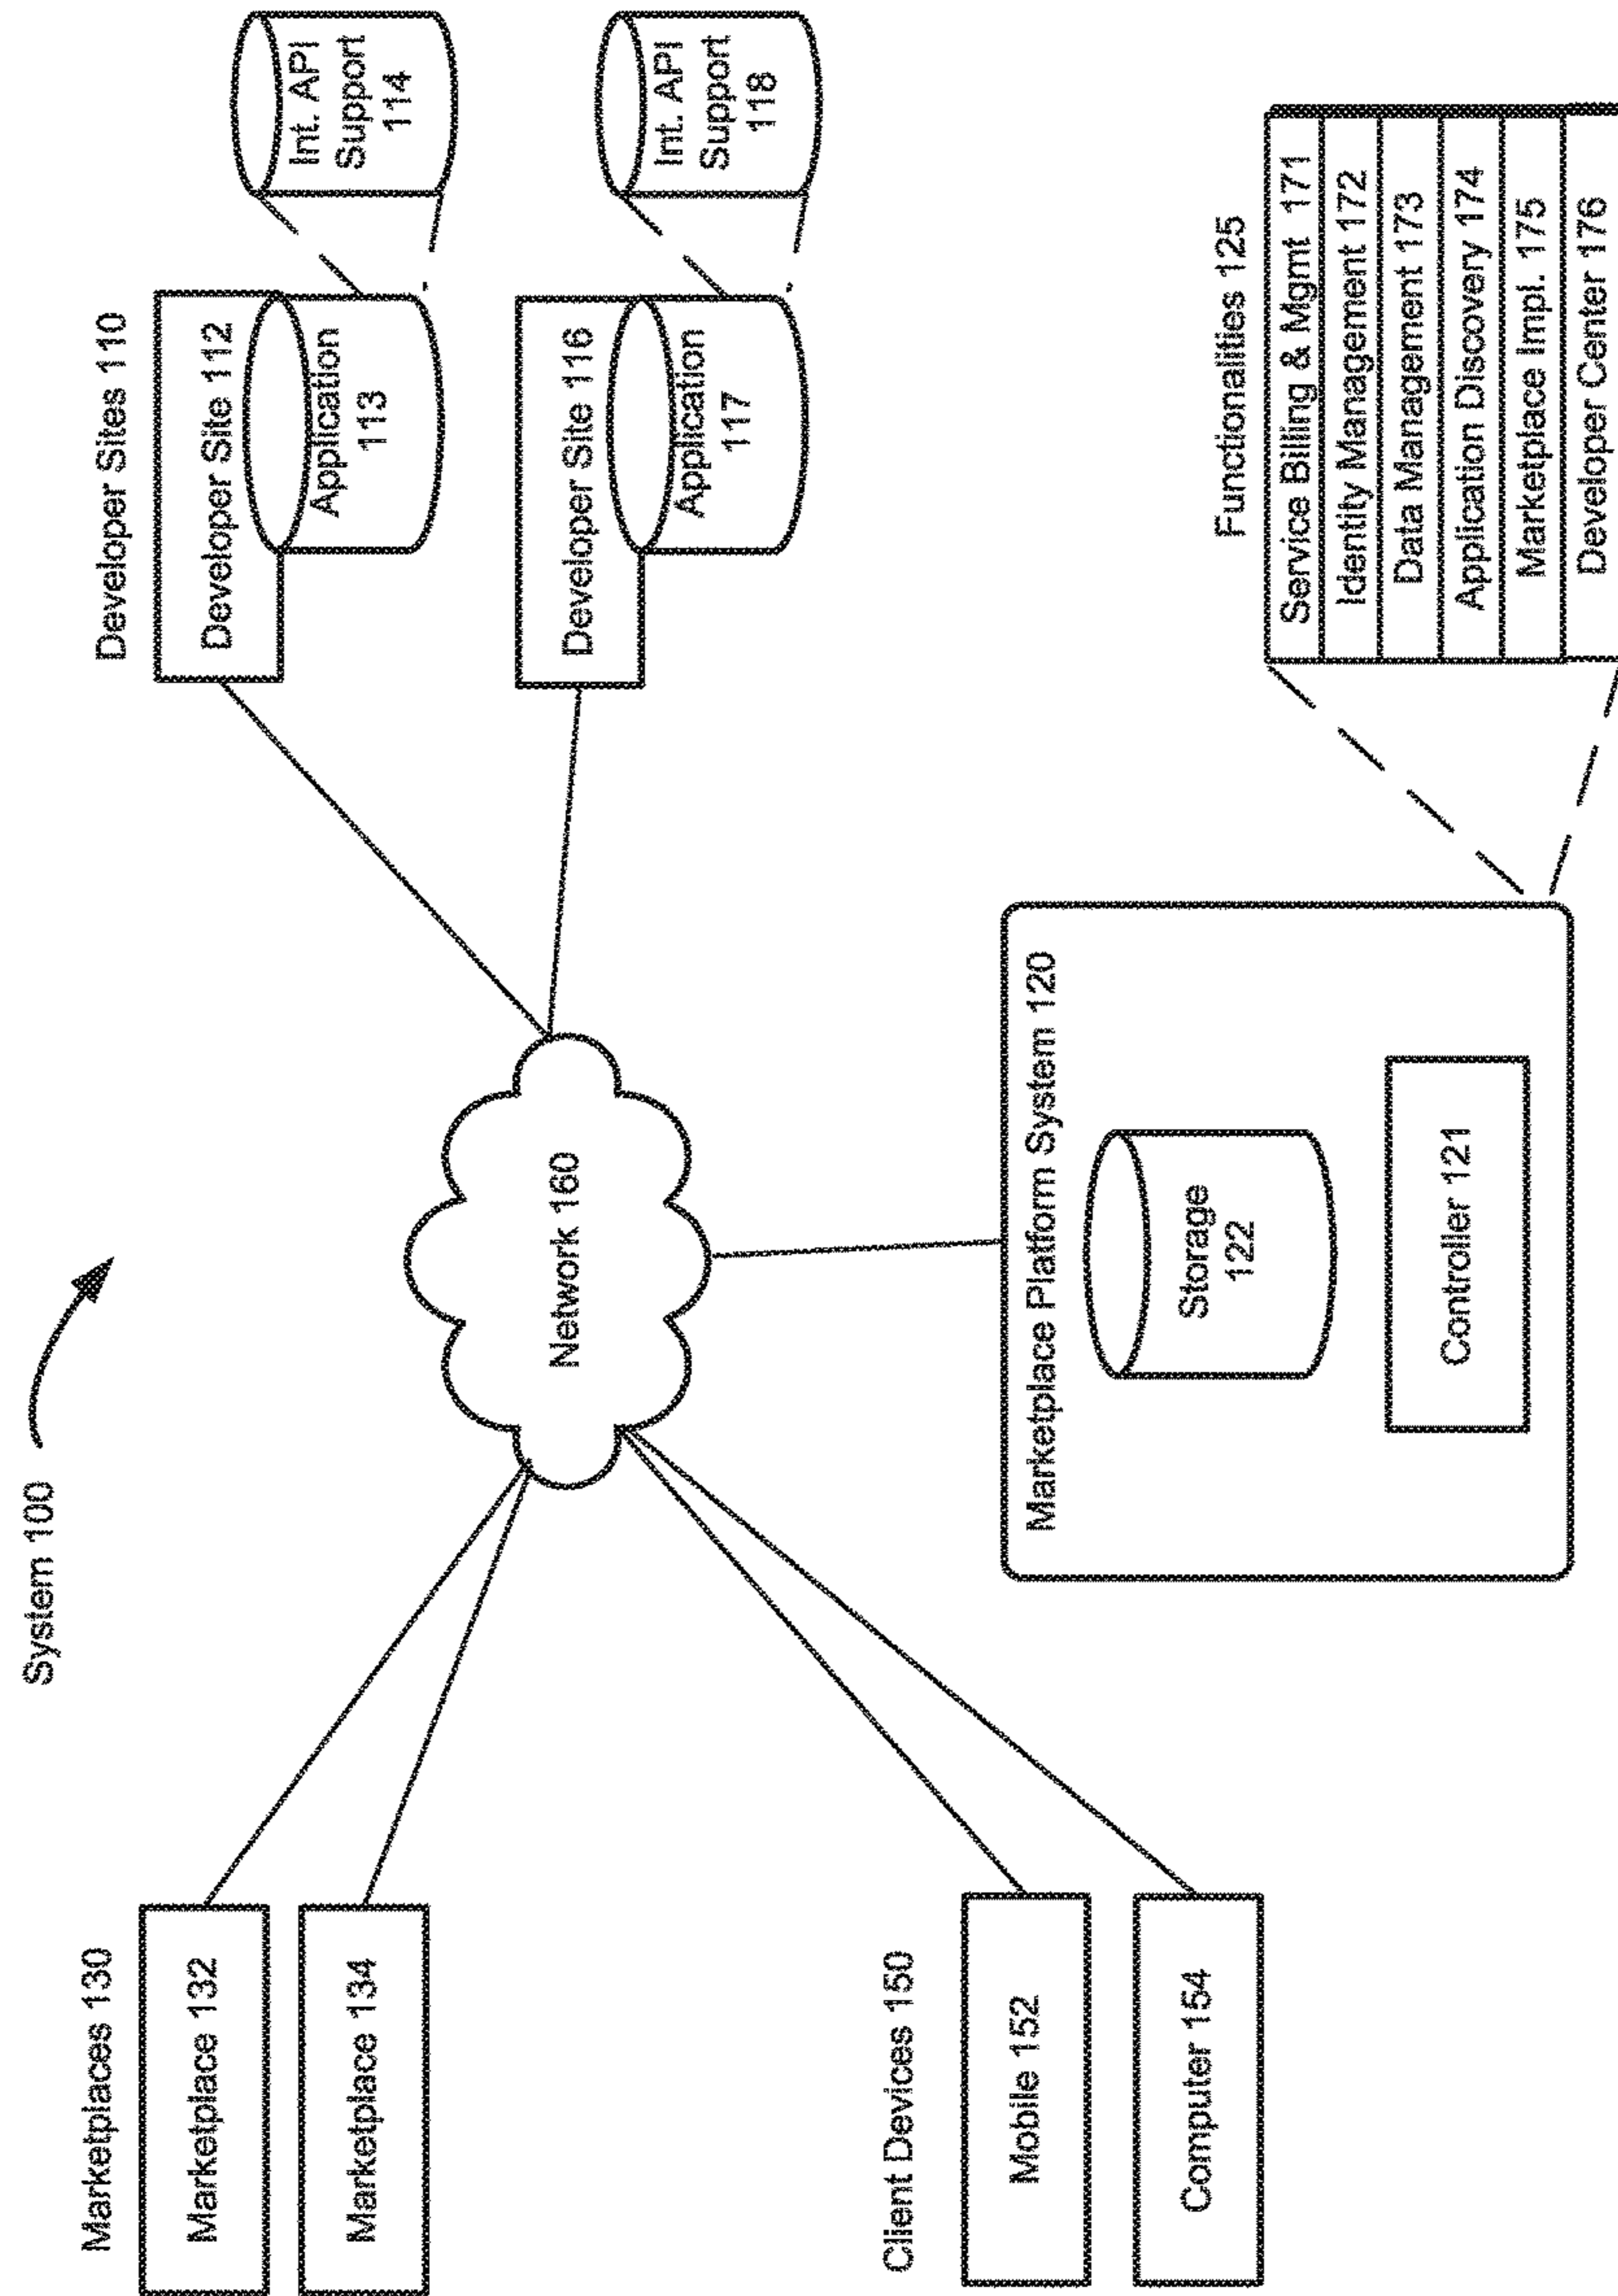 System 100
Marketplaces 130
Marketplace 132
Marketplace 134
Client Devices 150
Mobile 152
Computer 154
Network 160
Marketplace Platform System 120
Storage
122
Controller 121
Developer Sites 110
Developer Site 112
Application
113
Int. API
Support
114
Developer Site 116
Application
117
Int. API
Support
118
Functionalities 125
Service Billing & Mgmt 171
Identity Management 172
Data Management 173
Application Discovery 174
Marketplace Impl. 175
Developer Center 176